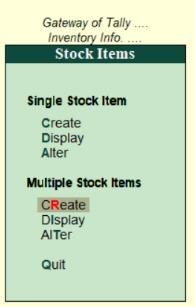 Gateway of Tally ....
Inventory Info. ....
Stock Items
Single Stock Item
Create
Display
Alter
Multiple Stock Items
CReate
DIsplay
AlTer
Quit